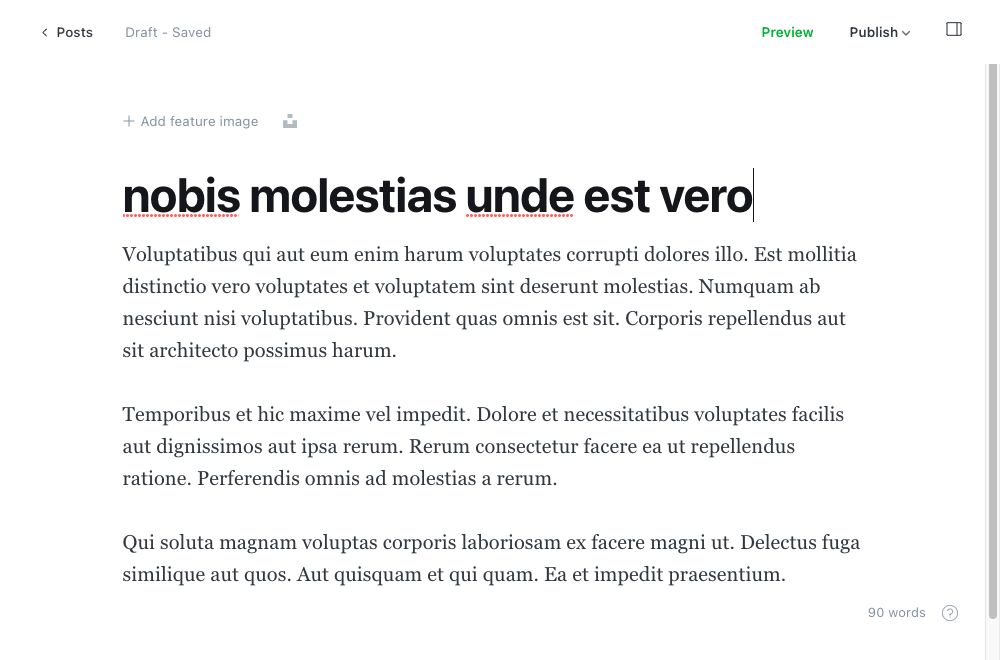 Posts
Draft - Saved
Preview
Publish
Add feature image
nobis molestias unde est vero
Voluptatibus qui aut eum enim harum voluptates corrupti dolores illo. Est mollitia
distinctio vero voluptates et voluptatem sint deserunt molestias. Numquam ab
nesciunt nisi voluptatibus. Provident quas omnis est sit. Corporis repellendus aut
sit architecto possimus harum.
Temporibus et hic maxime vel impedit. Dolore et necessitatibus voluptates facilis
aut dignissimos aut ipsa rerum. Rerum consectetur facere ea ut repellendus
ratione. Perferendis omnis ad molestias a rerum.
Qui soluta magnam voluptas corporis laboriosam ex facere magni ut. Delectus fuga
similique aut quos. Aut quisquam et qui quam. Ea et impedit praesentium.
90 words
?